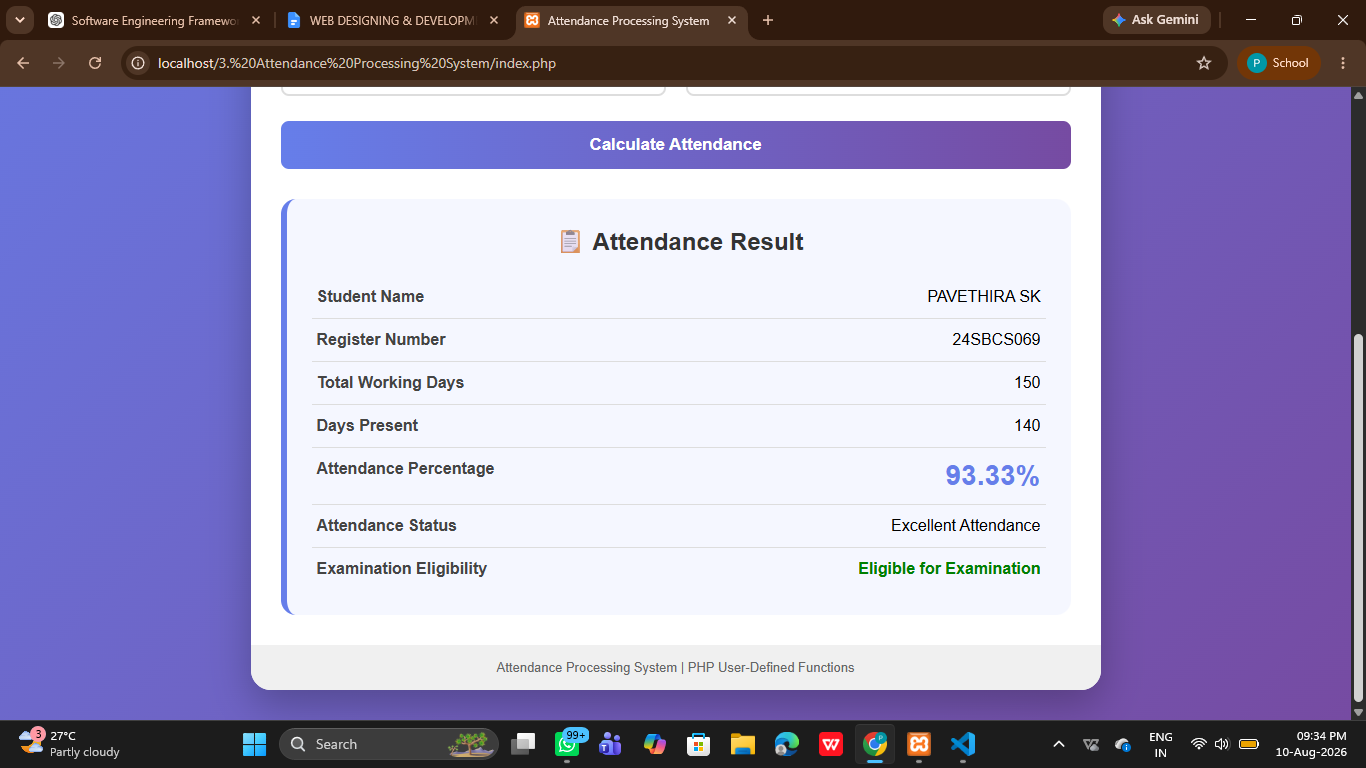 Software Engineering Framewo
WEB DESIGNING & DEVELOPM
Attendance Processing System
Ask Gemini
localhost/3.%20Attendance%20Processing%20System/index.php
P School
Calculate Attendance
Attendance Result
Student Name PAVETHIRA SK
Register Number 24SBCS069
Total Working Days 150
Days Present 140
Attendance Percentage 93.33%
Attendance Status Excellent Attendance
Examination Eligibility Eligible for Examination
Attendance Processing System | PHP User-Defined Functions
3
27°C
Partly cloudy
Search
99+
ENG
IN
09:34 PM
10-Aug-2026